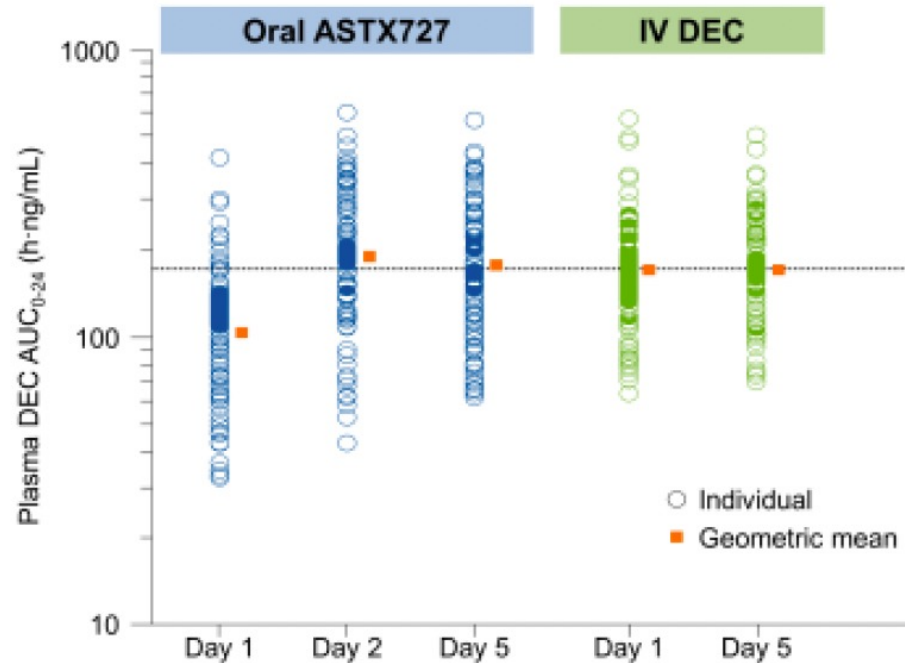 Oral ASTX727
IV DEC
Plasma DEC AUC0-24 (h·ng/mL)
1000
100
10
Individual
Geometric mean
Day 1
Day 2
Day 5
Day 1
Day 5